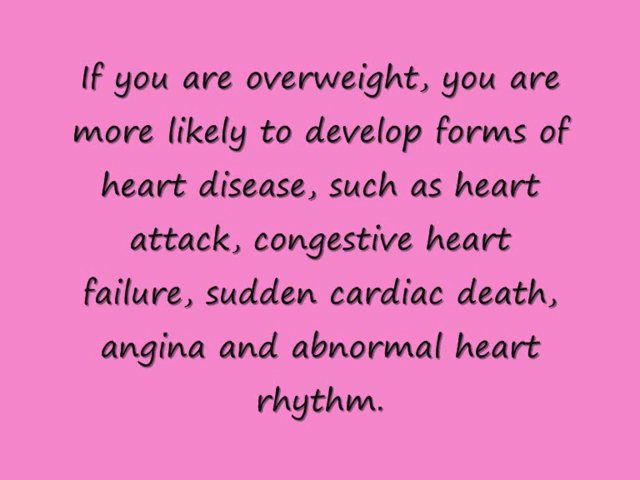 If you are overweight, you are
more likely to develop forms of
heart disease, such as heart
attack, congestive heart
failure, sudden cardiac death,
angina and abnormal heart
rhythm.